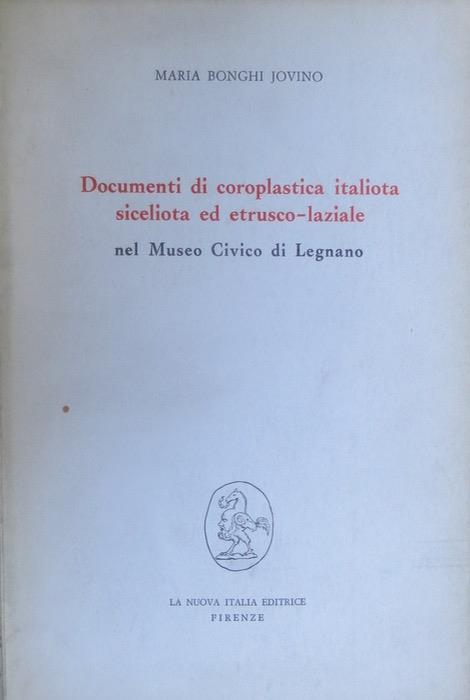 MARIA BONGHI JOVINO
Documenti di coroplastica italiota
siceliota ed etrusco-laziale
nel Museo Civico di Legnano
LA NUOVA ITALIA EDITRICE
FIRENZE